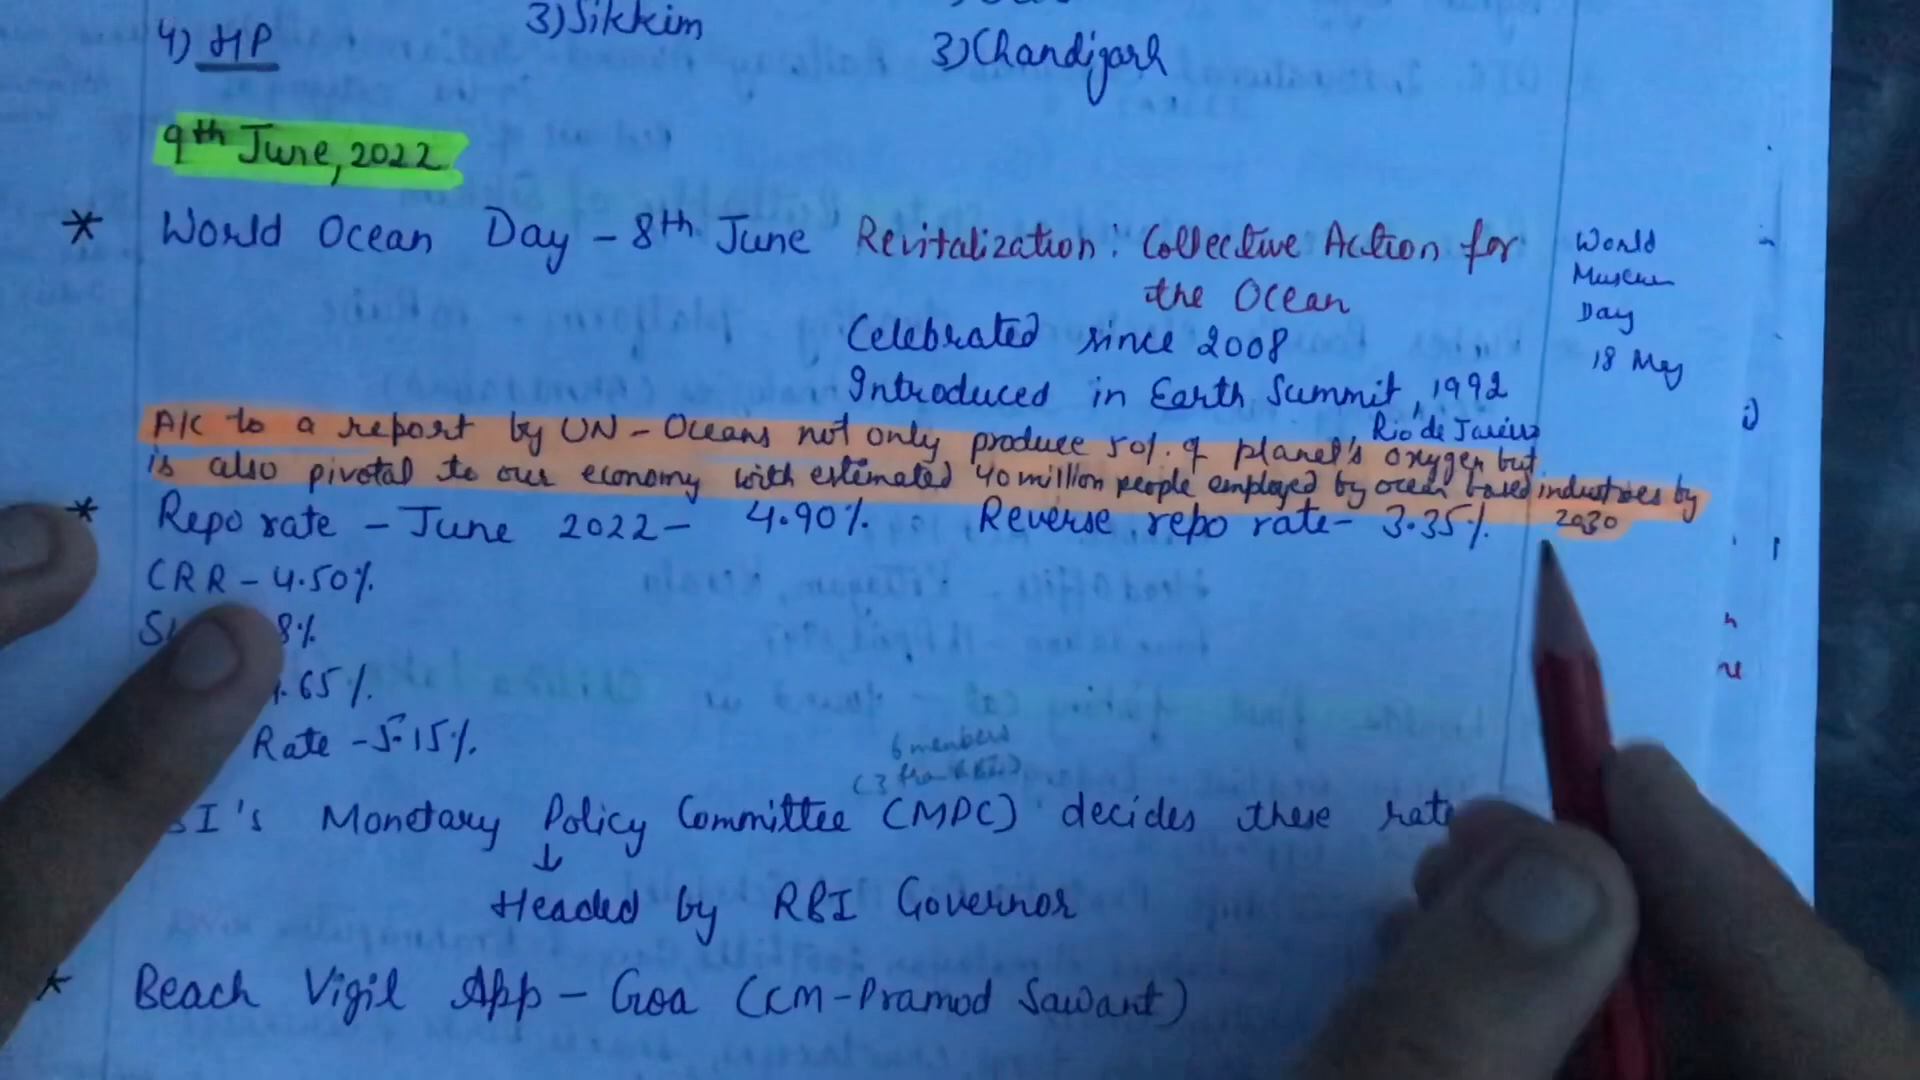 4) HP
3) Sikkim
3) Chandigarh
9th June, 2022
* World Ocean Day - 8th June Revitalization: Collective Action for
the Ocean
World
Museum
Day
18 May
Celebrated since 2008
Introduced in Earth Summit, 1992
Rio de Janeiro
A/C to a report by UN - Oceans not only produce 50% of planet's oxygen but
is also pivotal to our economy with estimated 40 million people employed by ocean based industries by
2030
* Repo rate - June 2022 - 4.90% Reverse repo rate - 3.35%
CRR - 4.50%
8%
.65%
Rate - 5.15%
6 members
(3 from RBI)
I's Monetary Policy Committee (MPC) decides these rate
↓
Headed by RBI Governor
* Beach Vigil App - Goa (CM - Pramod Sawant)